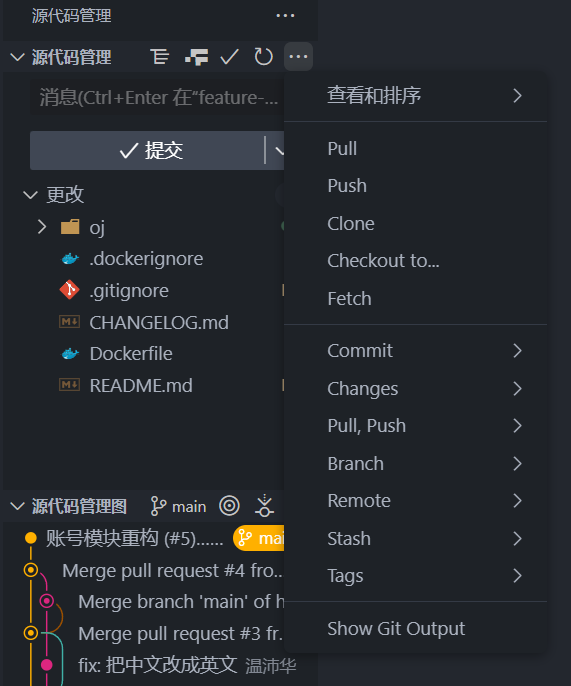 源代码管理
源代码管理
消息(Ctrl+Enter 在“feature-...
提交
更改
oj
.dockerignore
.gitignore
CHANGELOG.md
Dockerfile
README.md
源代码管理图 main
账号模块重构 (#5)...... mai
Merge pull request #4 fro...
Merge branch 'main' of h
Merge pull request #3 fr...
fix: 把中文改成英文 温沛华
查看和排序
Pull
Push
Clone
Checkout to...
Fetch
Commit
Changes
Pull, Push
Branch
Remote
Stash
Tags
Show Git Output